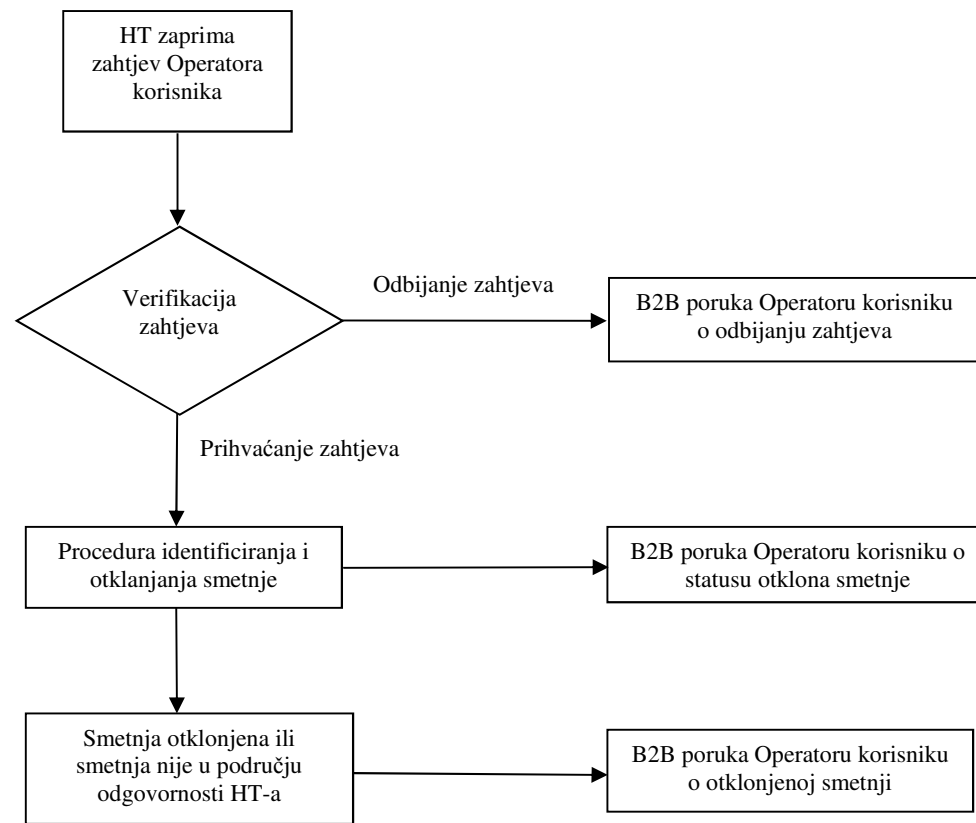 HT zaprima
zahtjev Operatora
korisnika
Verifikacija
zahtjeva
Odbijanje zahtjeva
B2B poruka Operatoru korisniku
o odbijanju zahtjeva
Prihvaćanje zahtjeva
Procedura identificiranja i
otklanjanja smetnje
B2B poruka Operatoru korisniku o
statusu otklona smetnje
Smetnja otklonjena ili
smetnja nije u području
odgovornosti HT-a
B2B poruka Operatoru korisniku
o otklonjenoj smetnji